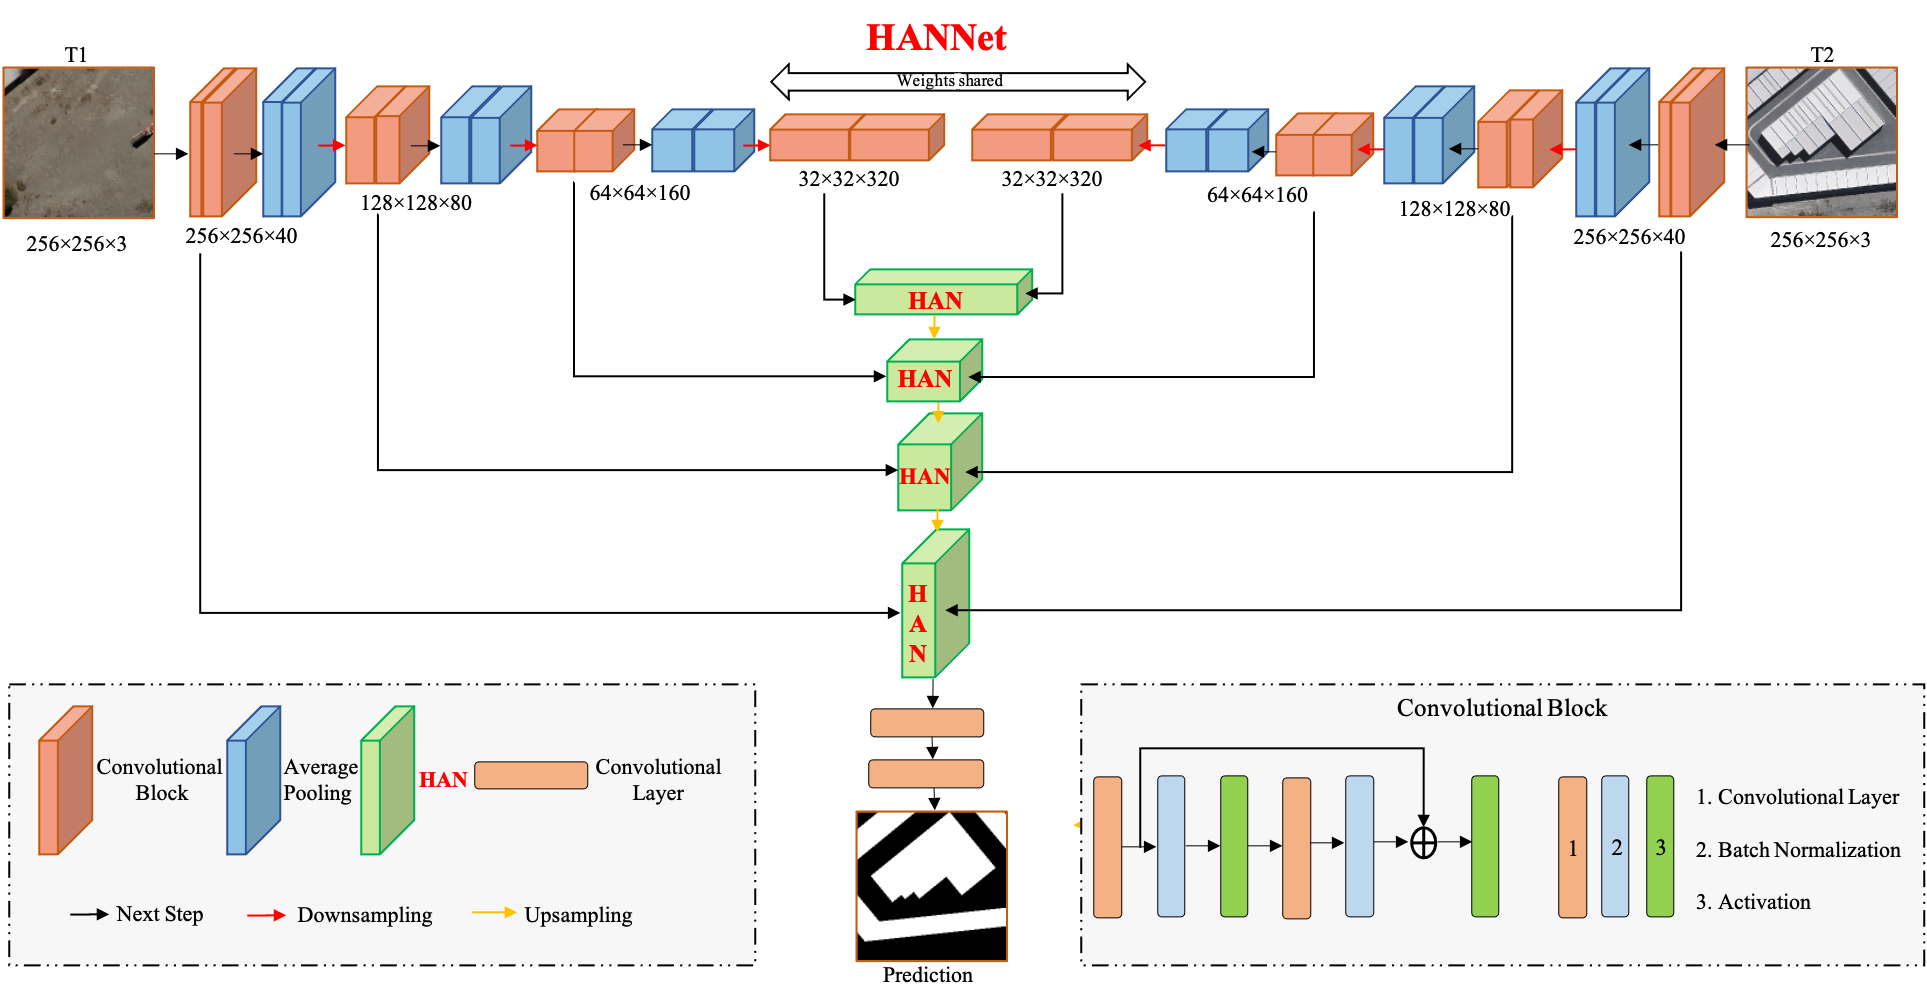 HANNet
T1
Weights shared
T2
256×256×3
256×256×40
128×128×80
64×64×160
32×32×320
32×32×320
64×64×160
128×128×80
256×256×40
256×256×3
HAN
HAN
HAN
H
A
N
Convolutional
Block
Average
Pooling
HAN
Convolutional
Layer
Next Step
Downsampling
Upsampling
Prediction
Convolutional Block
1
2
3
1. Convolutional Layer
2. Batch Normalization
3. Activation